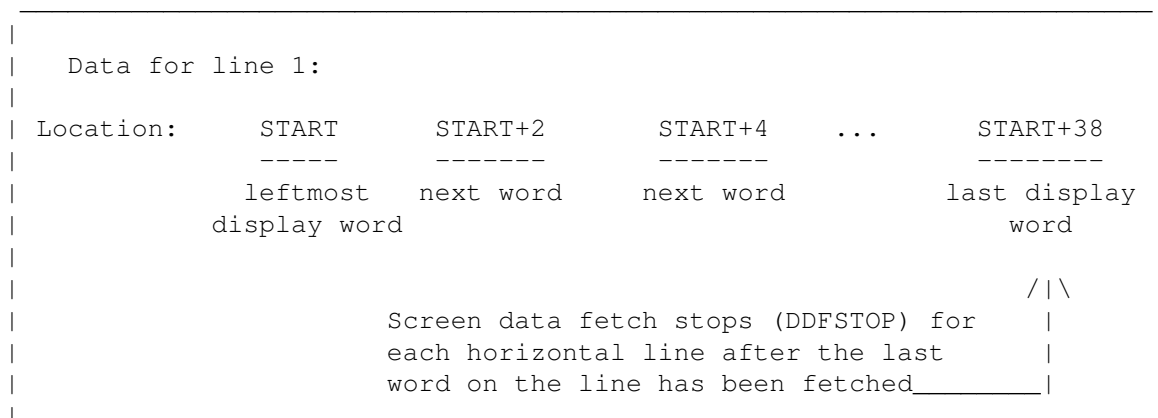 Data for line 1:
Location: START START+2 START+4 ... START+38
----- ------- ------- --------
leftmost next word next word last display
display word word
/|\
Screen data fetch stops (DDFSTOP) for |
each horizontal line after the last |
word on the line has been fetched_________|